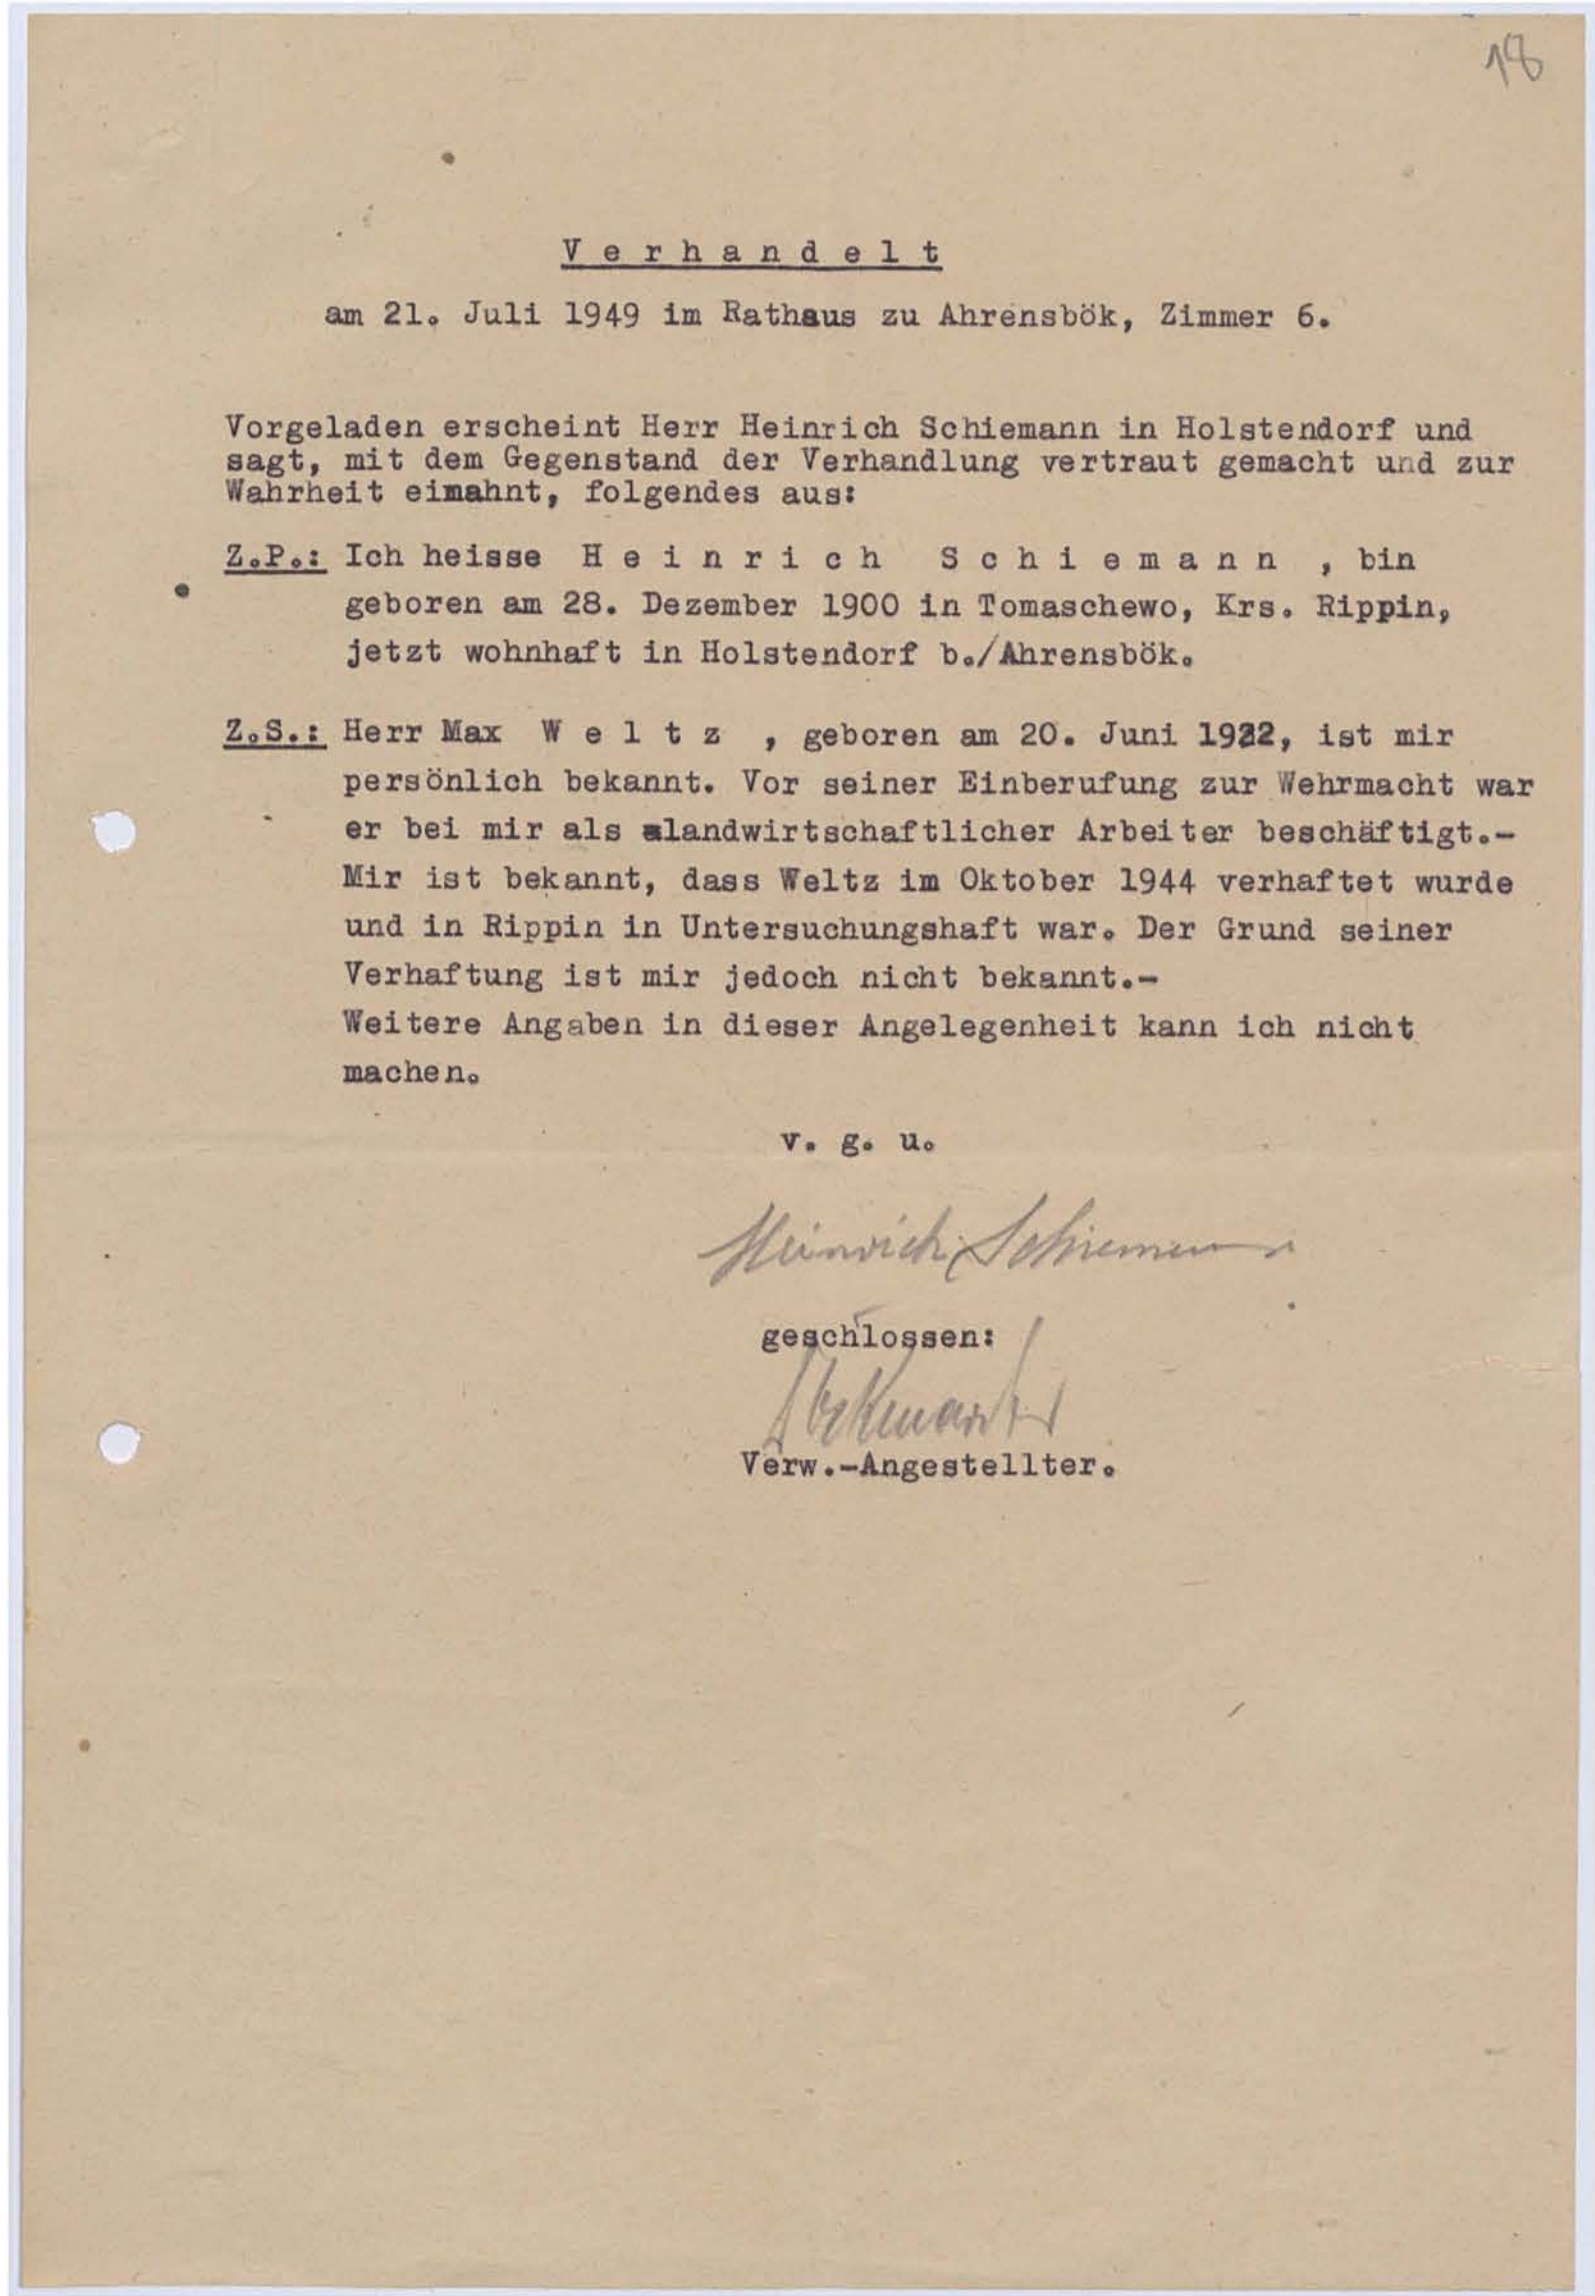 18
V e r h a n d e l t
am 21. Juli 1949 im Rathaus zu Ahrensbök, Zimmer 6.
Vorgeladen erscheint Herr Heinrich Schiemann in Holstendorf und
sagt, mit dem Gegenstand der Verhandlung vertraut gemacht und zur
Wahrheit eimahnt, folgendes aus:
Z.P.: Ich heisse H e i n r i c h S c h i e m a n n , bin
geboren am 28. Dezember 1900 in Tomaschewo, Krs. Rippin,
jetzt wohnhaft in Holstendorf b./Ahrensbök.
Z.S.: Herr Max W e l t z , geboren am 20. Juni 1922, ist mir
persönlich bekannt. Vor seiner Einberufung zur Wehrmacht war
er bei mir als landwirtschaftlicher Arbeiter beschäftigt.-
Mir ist bekannt, dass Weltz im Oktober 1944 verhaftet wurde
und in Rippin in Untersuchungshaft war. Der Grund seiner
Verhaftung ist mir jedoch nicht bekannt.-
Weitere Angaben in dieser Angelegenheit kann ich nicht
machen.
v. g. u.
Heinrich Schiemann
geschlossen:
Verw.-Angestellter.